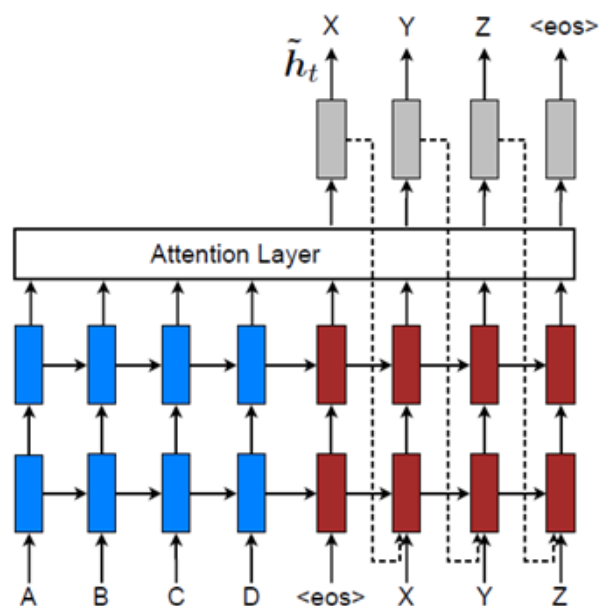 X Y Z <eos>
h̃ₜ
Attention Layer
A B C D <eos> X Y Z